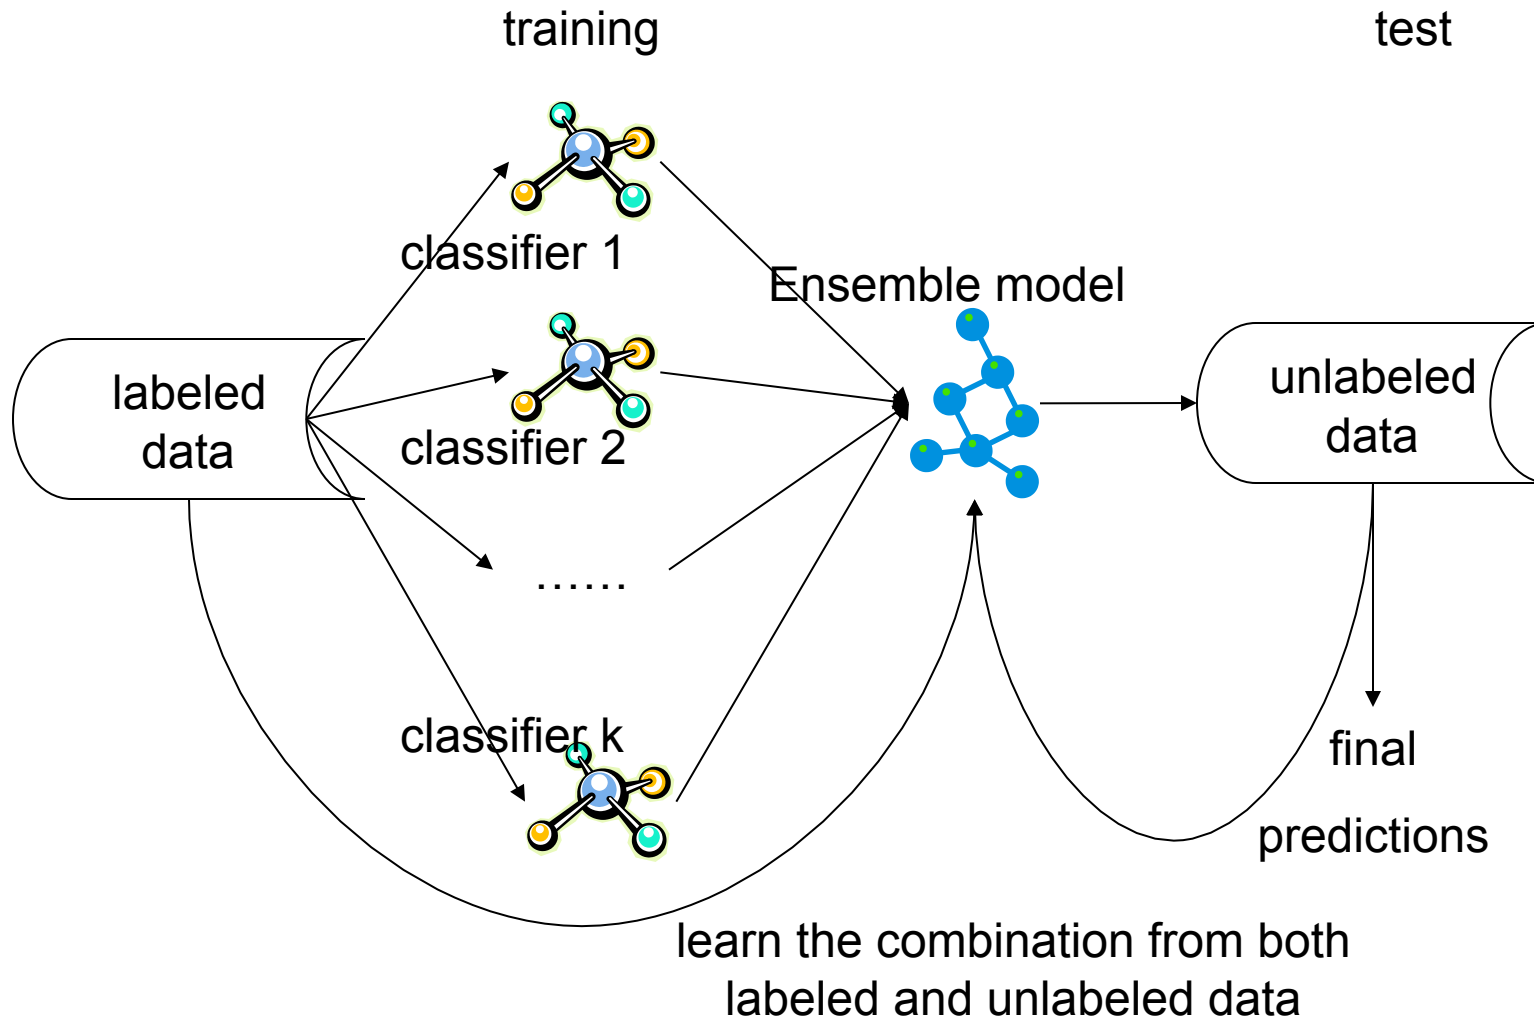 training
test
classifier 1
Ensemble model
labeled
data
unlabeled
data
classifier 2
......
classifier k
final
predictions
learn the combination from both
labeled and unlabeled data